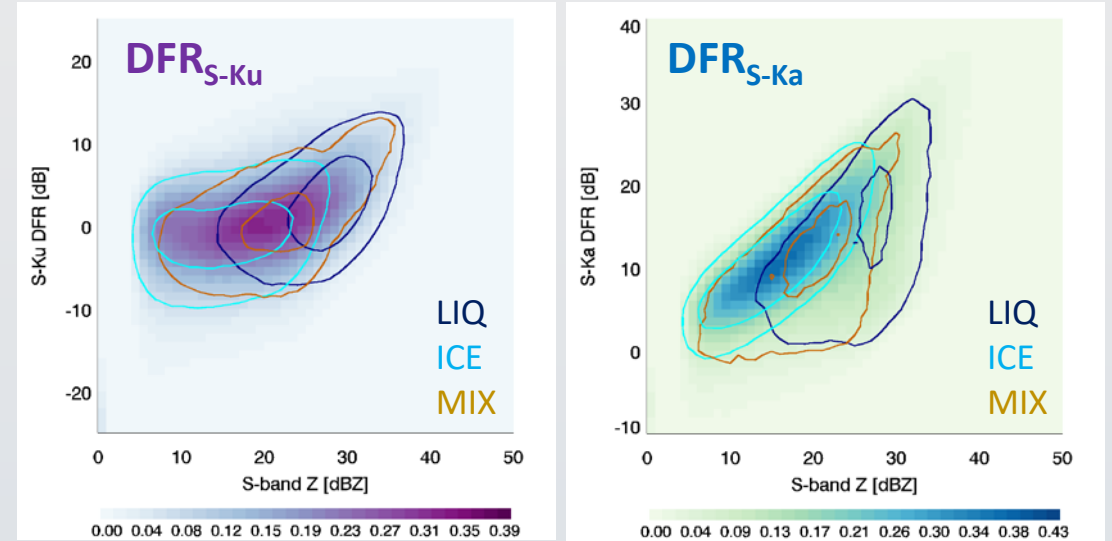 DFR S-Ku
20
10
0
-10
-20
S-Ku DFR [dB]
LIQ
ICE
MIX
0 10 20 30 40 50
S-band Z [dBZ]
0.00 0.04 0.08 0.12 0.15 0.19 0.23 0.27 0.31 0.35 0.39
DFR S-Ka
40
30
20
10
0
-10
S-Ka DFR [dB]
LIQ
ICE
MIX
0 10 20 30 40 50
S-band Z [dBZ]
0.00 0.04 0.09 0.13 0.17 0.21 0.26 0.30 0.34 0.38 0.43